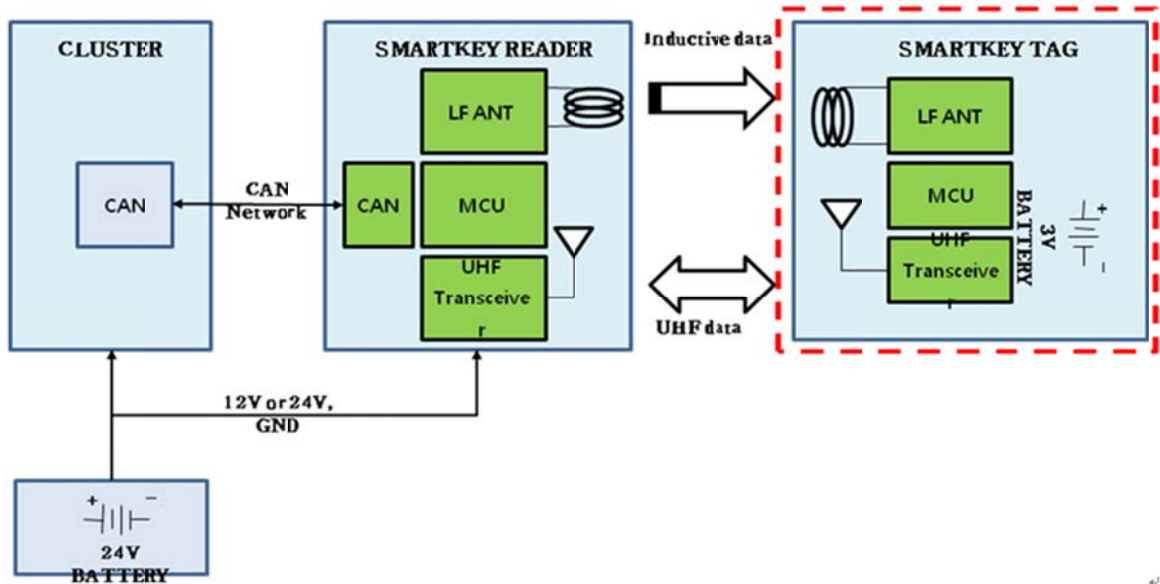 CLUSTER
CAN
CAN
Network
SMARTKEY READER
LF ANT
CAN
MCU
UHF
Transceive
r
Inductive data
UHF data
SMARTKEY TAG
LF ANT
MCU
UHF
Transceive
r
3V
BATTERY
+
−
12V or 24V,
GND
+ −
24V
BATTERY